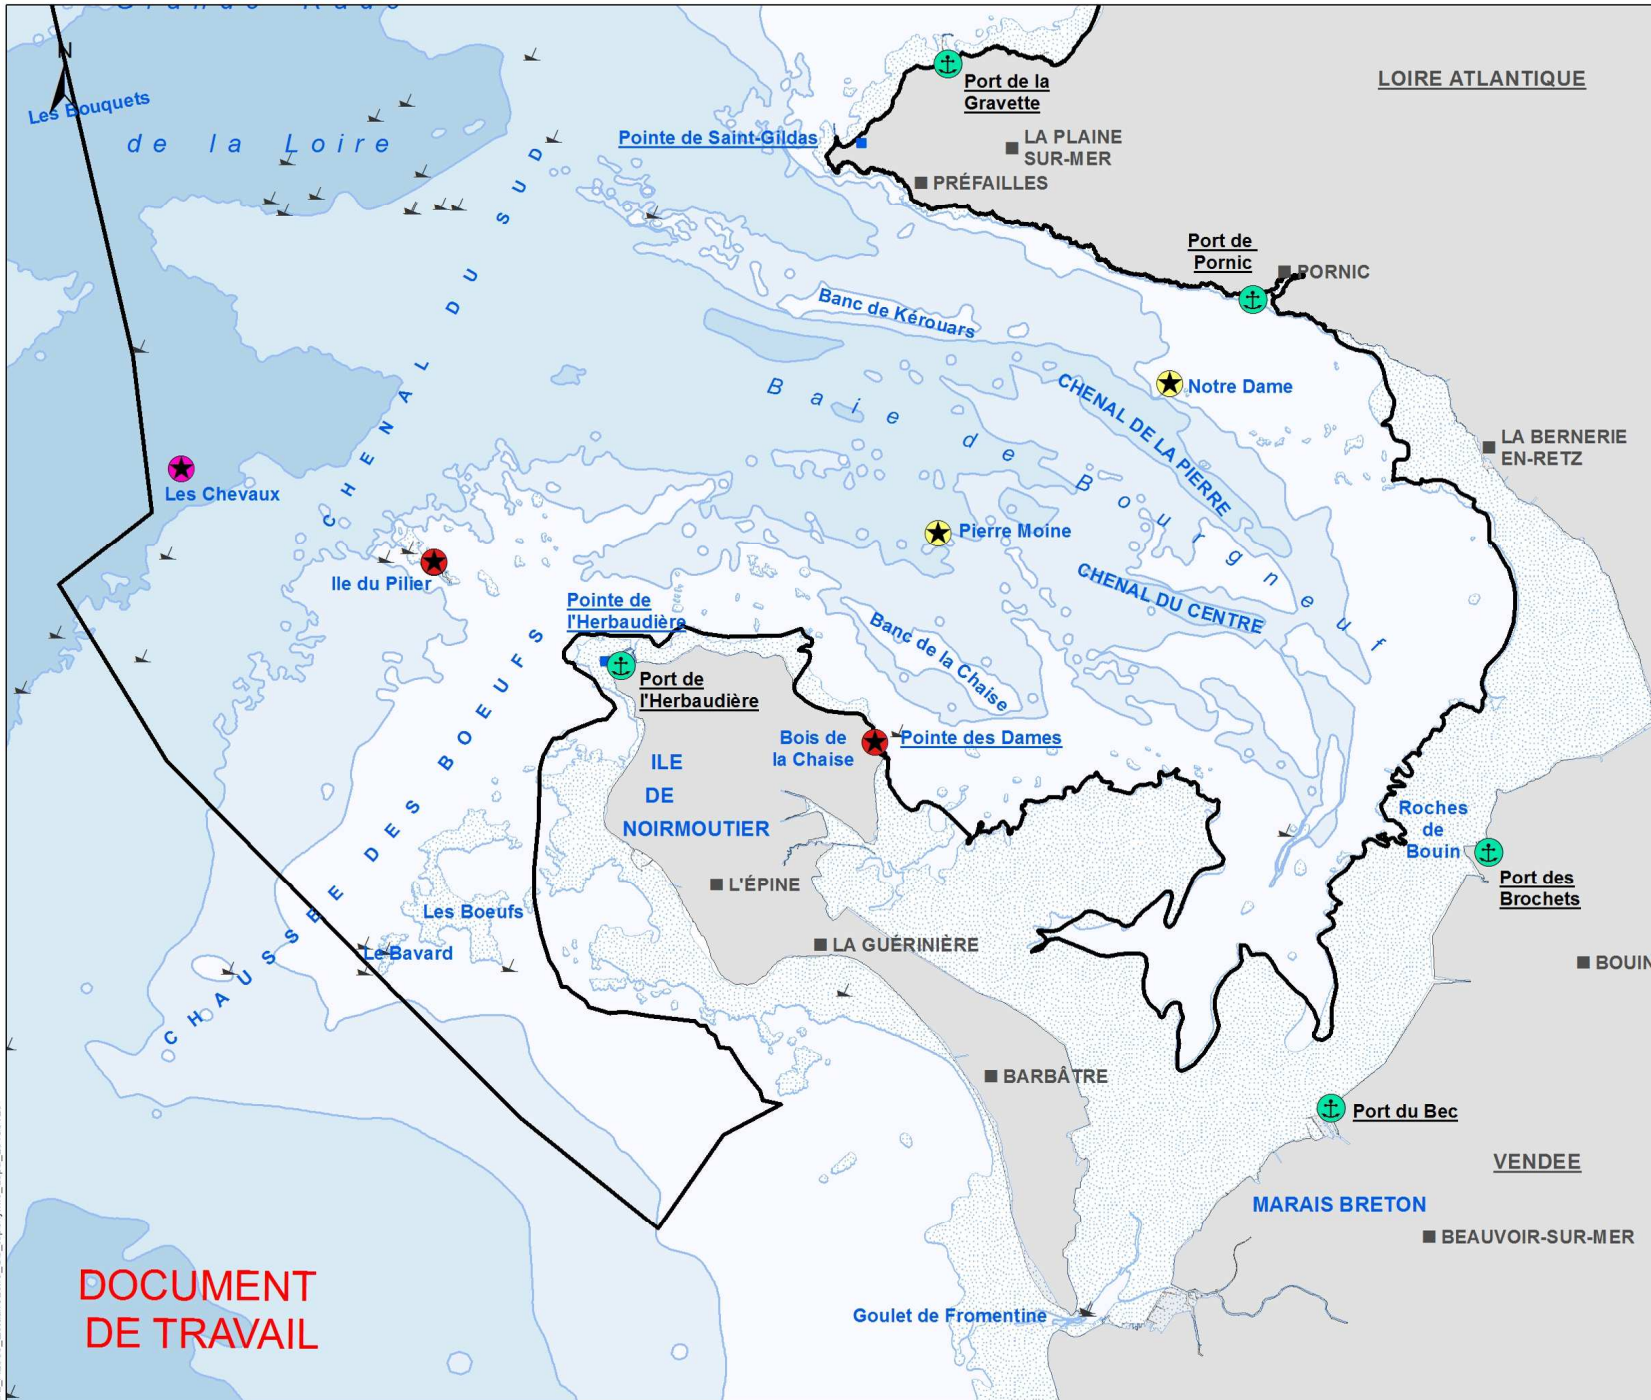 N
Les Bouquets
de la Loire
CHENAL DU SUD
Port de la
Gravette
LOIRE ATLANTIQUE
Pointe de Saint-Gildas
LA PLAINE
SUR-MER
PRÉFAILLES
Port de
Pornic
PORNIC
Banc de Kérouars
Baie de Bourgneuf
CHENAL DE LA PIERRE
Notre Dame
LA BERNERIE
EN-RETZ
Les Chevaux
Pierre Moine
Ile du Pilier
CHENAL DU CENTRE
Pointe de
l'Herbaudière
Banc de la Chaise
Port de
l'Herbaudière
Bois de
la Chaise
Pointe des Dames
ILE
DE
NOIRMOUTIER
CHAUSSEE DES BOEUFS
Roches
de
Bouin
Port des
Brochets
L'ÉPINE
Les Boeufs
Le Bavard
LA GUÉRINIÈRE
BOUIN
BARBÂTRE
Port du Bec
VENDEE
MARAIS BRETON
BEAUVOIR-SUR-MER
Goulet de Fromentine
DOCUMENT
DE TRAVAIL